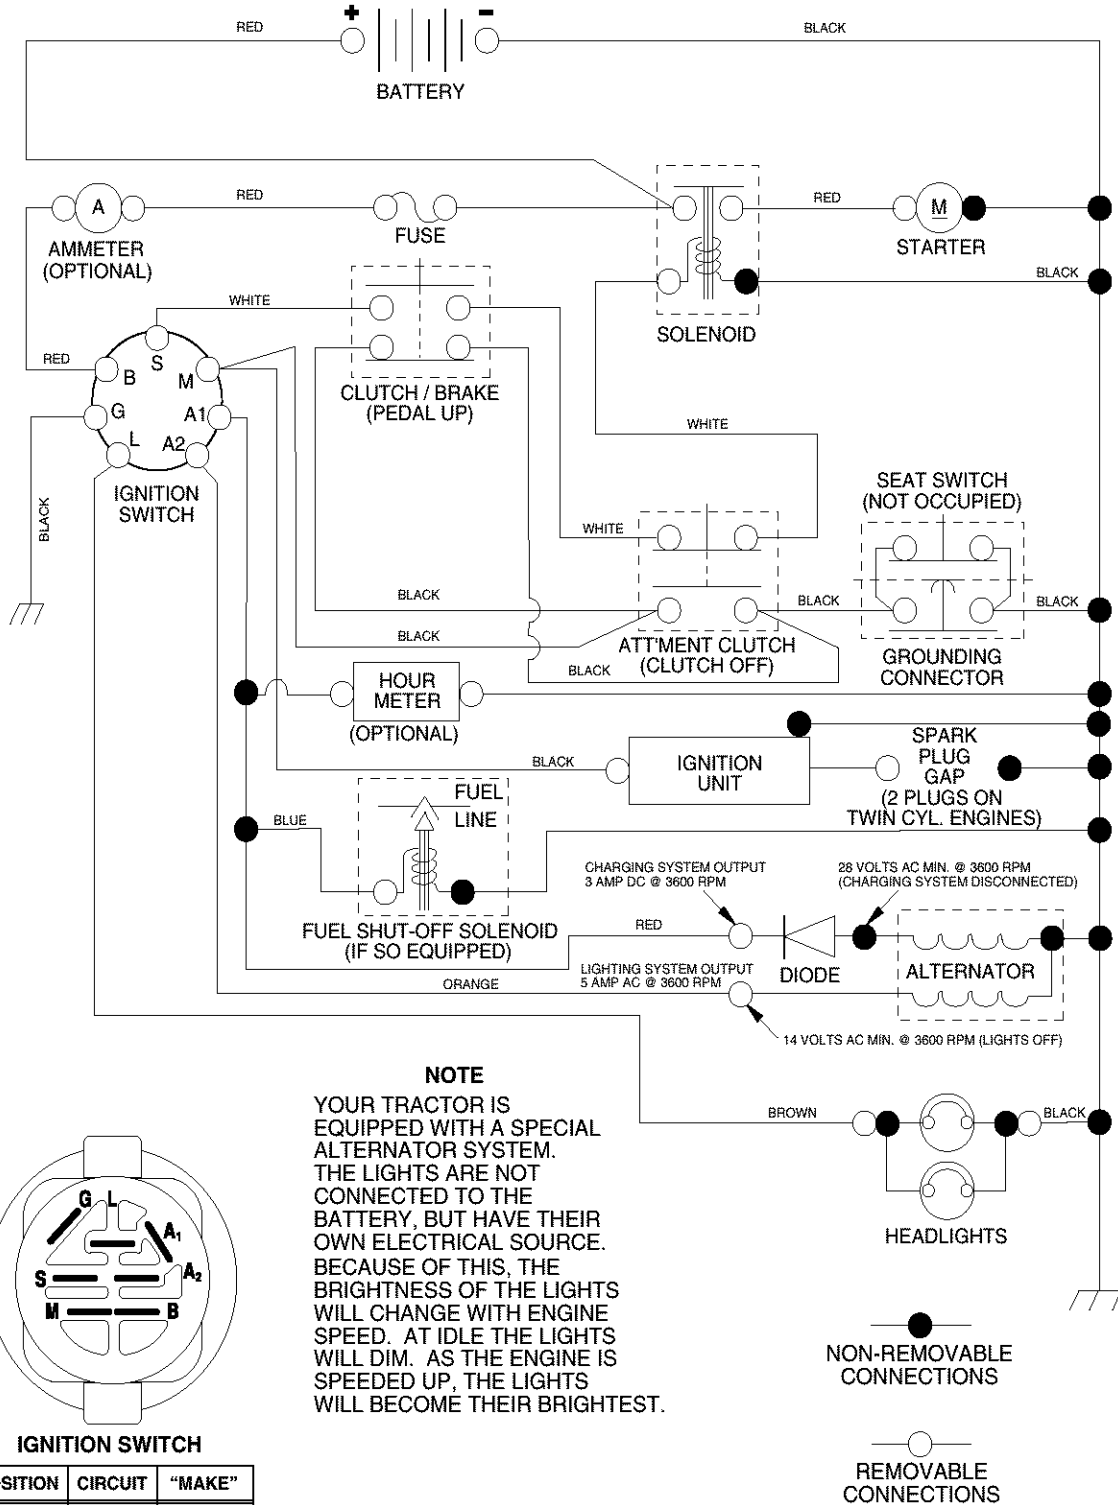 +
-
RED
BLACK
BATTERY
RED
A
AMMETER
(OPTIONAL)
FUSE
RED
M
STARTER
BLACK
SOLENOID
WHITE
RED
S
B
M
G
A1
L
A2
IGNITION
SWITCH
BLACK
CLUTCH / BRAKE
(PEDAL UP)
WHITE
SEAT SWITCH
(NOT OCCUPIED)
WHITE
BLACK
BLACK
BLACK
BLACK
ATT'MENT CLUTCH
(CLUTCH OFF)
BLACK
GROUNDING
CONNECTOR
HOUR
METER
(OPTIONAL)
BLACK
IGNITION
UNIT
SPARK
PLUG
GAP
(2 PLUGS ON
TWIN CYL. ENGINES)
FUEL
LINE
BLUE
FUEL SHUT-OFF SOLENOID
(IF SO EQUIPPED)
CHARGING SYSTEM OUTPUT
3 AMP DC @ 3600 RPM
28 VOLTS AC MIN. @ 3600 RPM
(CHARGING SYSTEM DISCONNECTED)
RED
DIODE
ALTERNATOR
LIGHTING SYSTEM OUTPUT
5 AMP AC @ 3600 RPM
ORANGE
14 VOLTS AC MIN. @ 3600 RPM (LIGHTS OFF)
NOTE
YOUR TRACTOR IS
EQUIPPED WITH A SPECIAL
ALTERNATOR SYSTEM.
THE LIGHTS ARE NOT
CONNECTED TO THE
BATTERY, BUT HAVE THEIR
OWN ELECTRICAL SOURCE.
BECAUSE OF THIS, THE
BRIGHTNESS OF THE LIGHTS
WILL CHANGE WITH ENGINE
SPEED. AT IDLE THE LIGHTS
WILL DIM. AS THE ENGINE IS
SPEEDED UP, THE LIGHTS
WILL BECOME THEIR BRIGHTEST.
BROWN
BLACK
HEADLIGHTS
G L
A1
S
A2
M
B
IGNITION SWITCH
SITION CIRCUIT "MAKE"
NON-REMOVABLE
CONNECTIONS
REMOVABLE
CONNECTIONS